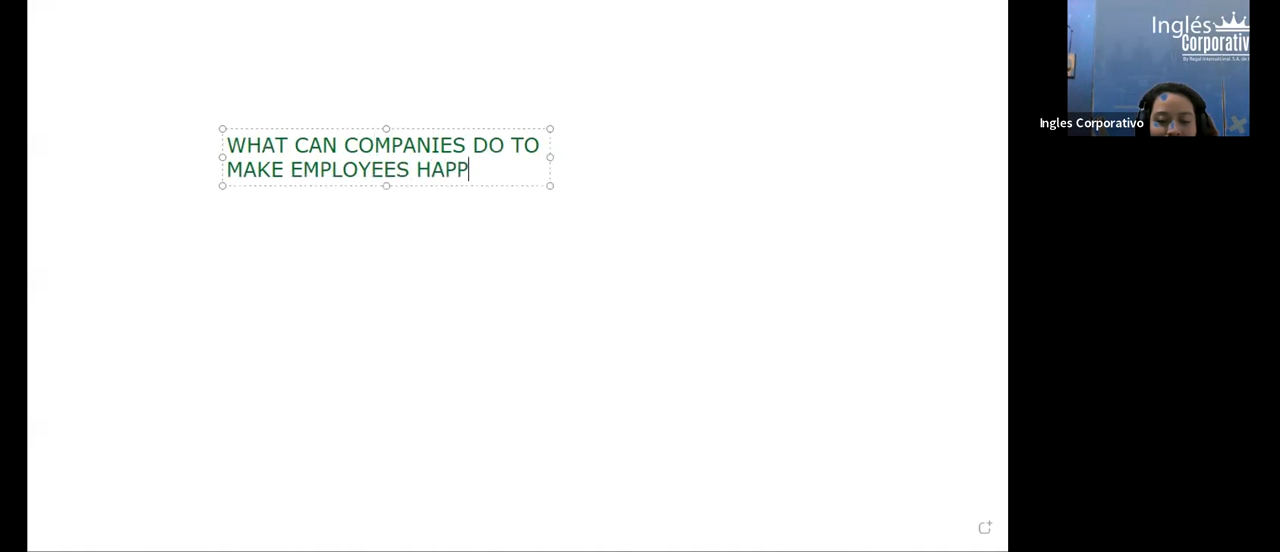 WHAT CAN COMPANIES DO TO
MAKE EMPLOYEES HAPP
Inglés
Corporativ
Ingles Corporativo